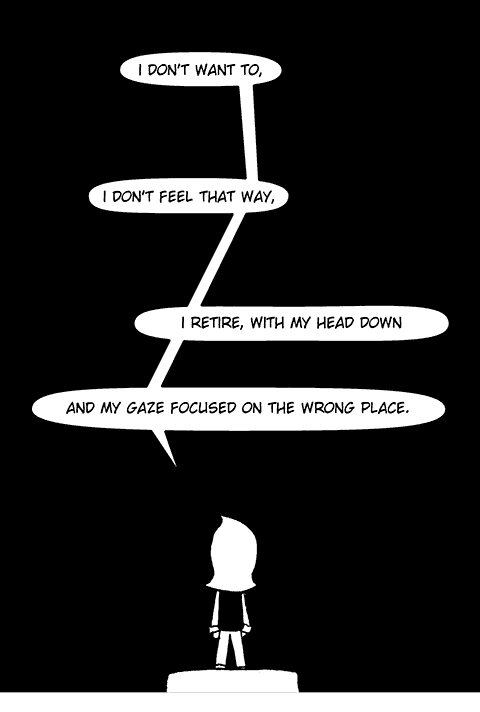 I DON'T WANT TO,
I DON'T FEEL THAT WAY,
I RETIRE, WITH MY HEAD DOWN
AND MY GAZE FOCUSED ON THE WRONG PLACE.